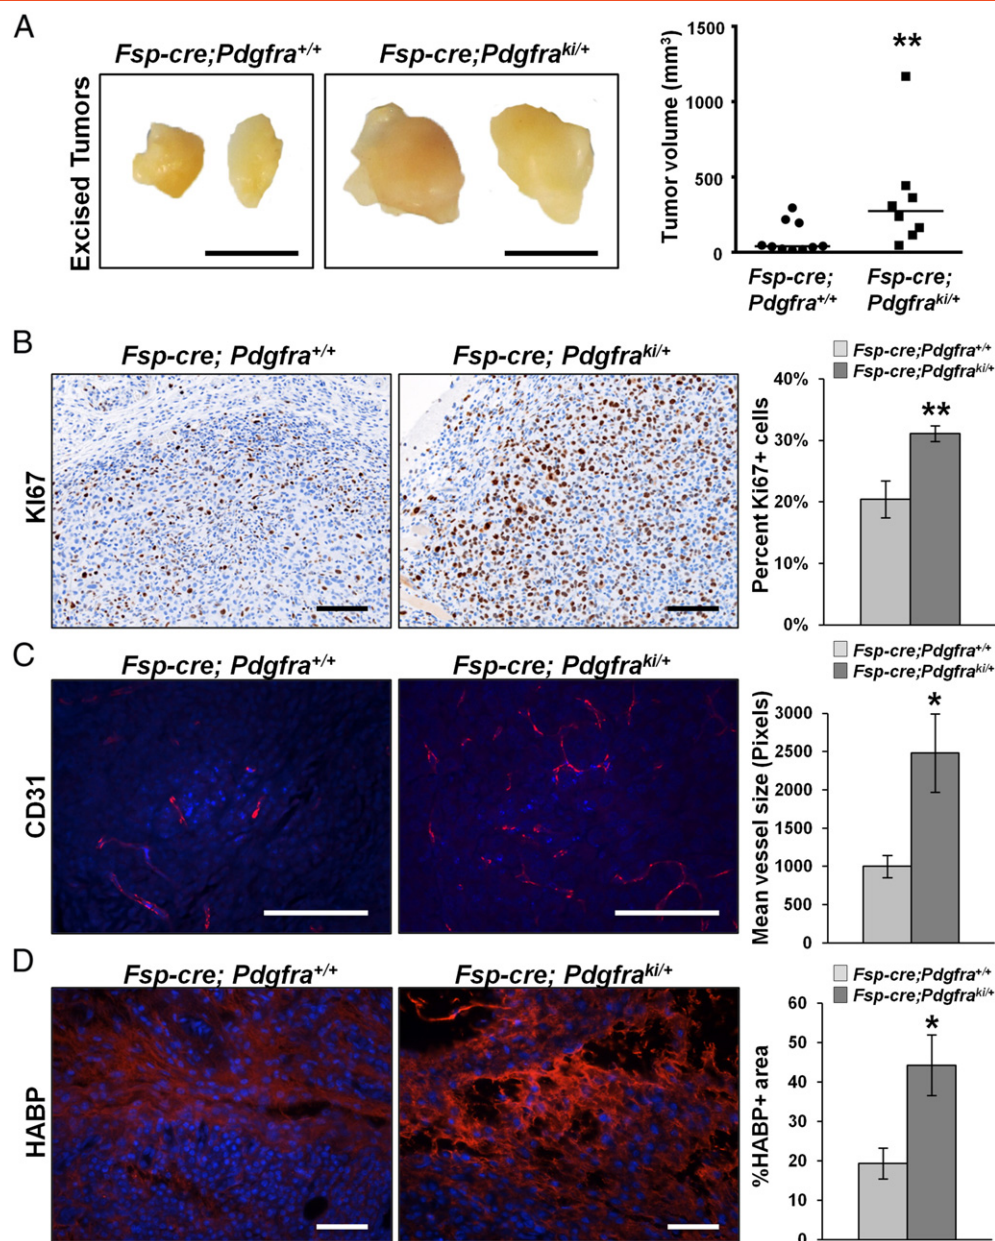 A
Fsp-cre;Pdgfra+/+
Fsp-cre;Pdgfraki/+
Excised Tumors
Tumor volume (mm3)
1500
1000
500
0
**
Fsp-cre;
Pdgfra+/+
Fsp-cre;
Pdgfraki/+
B
Fsp-cre; Pdgfra+/+
Fsp-cre; Pdgfraki/+
KI67
Fsp-cre;Pdgfra+/+
Fsp-cre;Pdgfraki/+
Percent Ki67+ cells
40%
30%
20%
10%
0%
**
C
Fsp-cre; Pdgfra+/+
Fsp-cre; Pdgfraki/+
CD31
Fsp-cre;Pdgfra+/+
Fsp-cre;Pdgfraki/+
Mean vessel size (Pixels)
3000
2500
2000
1500
1000
500
0
*
D
Fsp-cre; Pdgfra+/+
Fsp-cre; Pdgfraki/+
HABP
Fsp-cre;Pdgfra+/+
Fsp-cre;Pdgfraki/+
%HABP+ area
60
50
40
30
20
10
0
*